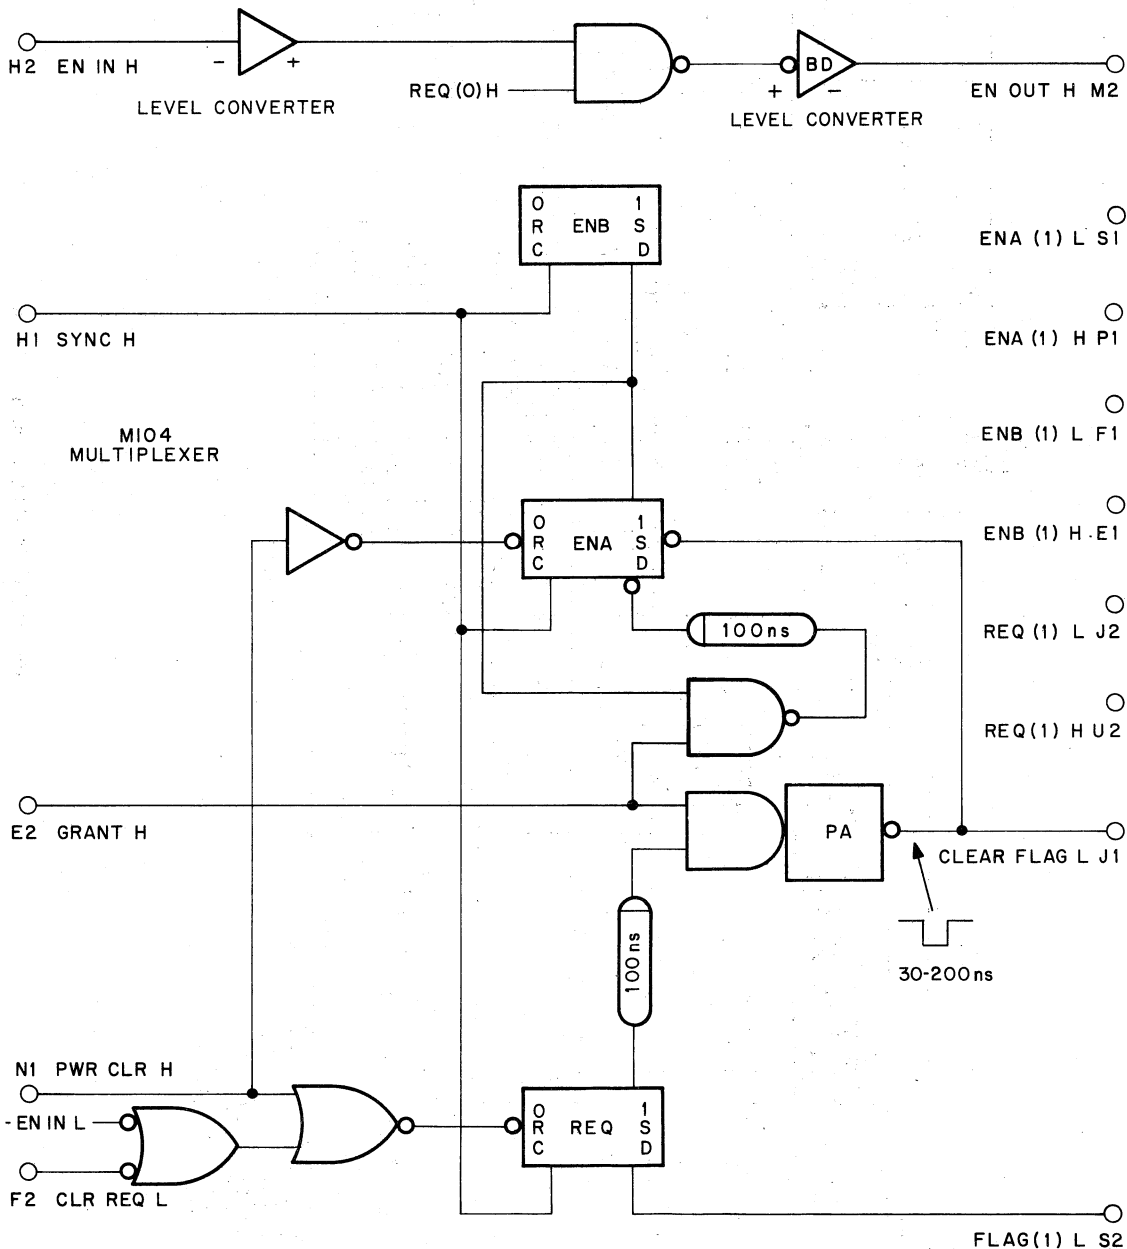 H2 EN IN H
- +
LEVEL CONVERTER
REQ (0) H
BD
+ -
LEVEL CONVERTER
EN OUT H M2
0 1
R ENB S
C D
ENA (1) L S1
H1 SYNC H
ENA (1) H P1
M104
MULTIPLEXER
ENB (1) L F1
0 1
R ENA S
C D
ENB (1) H E1
100ns
REQ (1) L J2
REQ (1) H U2
E2 GRANT H
PA
CLEAR FLAG L J1
100ns
30-200ns
N1 PWR CLR H
-EN IN L
F2 CLR REQ L
0 1
R REQ S
C D
FLAG(1) L S2